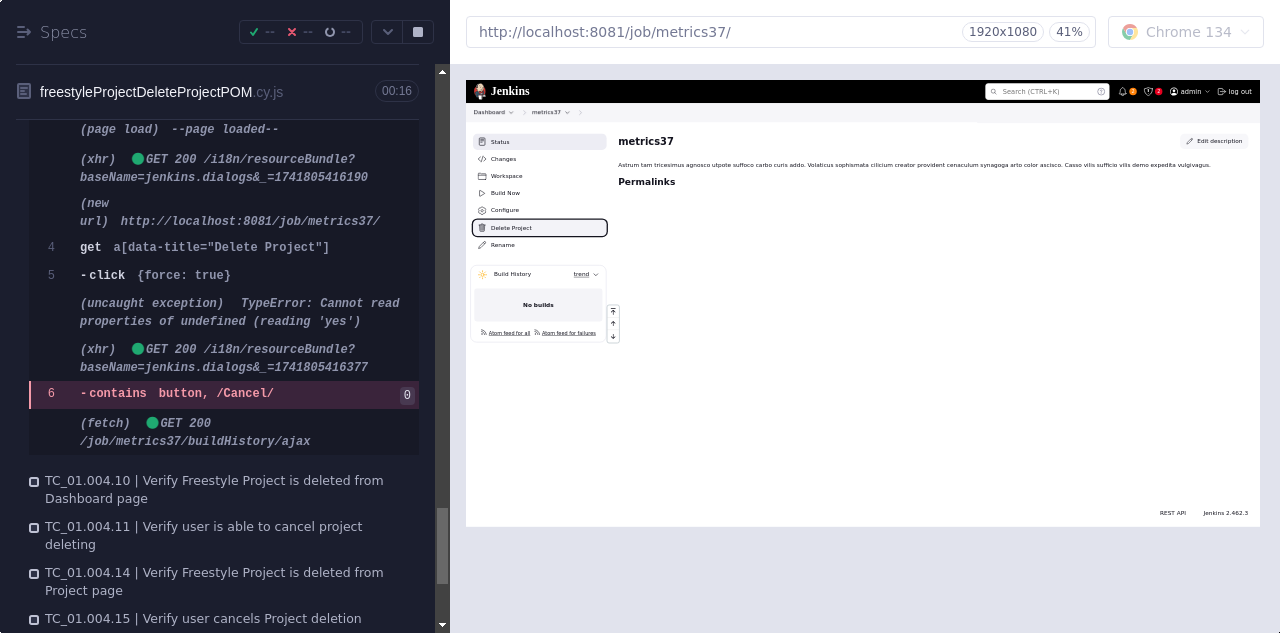 Specs
-- -- --
freestyleProjectDeleteProjectPOM.cy.js 00:16
(page load) --page loaded--
(xhr) GET 200 /i18n/resourceBundle?
baseName=jenkins.dialogs&_=1741805416190
(new
url) http://localhost:8081/job/metrics37/
4 get a[data-title="Delete Project"]
5 -click {force: true}
(uncaught exception) TypeError: Cannot read
properties of undefined (reading 'yes')
(xhr) GET 200 /i18n/resourceBundle?
baseName=jenkins.dialogs&_=1741805416377
6 -contains button, /Cancel/ 0
(fetch) GET 200
/job/metrics37/buildHistory/ajax
TC_01.004.10 | Verify Freestyle Project is deleted from
Dashboard page
TC_01.004.11 | Verify user is able to cancel project
deleting
TC_01.004.14 | Verify Freestyle Project is deleted from
Project page
TC_01.004.15 | Verify user cancels Project deletion
http://localhost:8081/job/metrics37/ 1920x1080 41% Chrome 134
Jenkins Search (CTRL+K) 2 2 admin log out
Dashboard metrics37
Status
Changes
Workspace
Build Now
Configure
Delete Project
Rename
Build History trend
No builds
Atom feed for all Atom feed for failures
metrics37 Edit description
Astrum tam tricesimus agnosco utpote suffoco carbo curis addo. Volaticus sophismata cilicium creator provident cenaculum synagoga arto color ascisco. Casso vilis sufficio vilis demo expedita vulgivagus.
Permalinks
REST API Jenkins 2.462.3